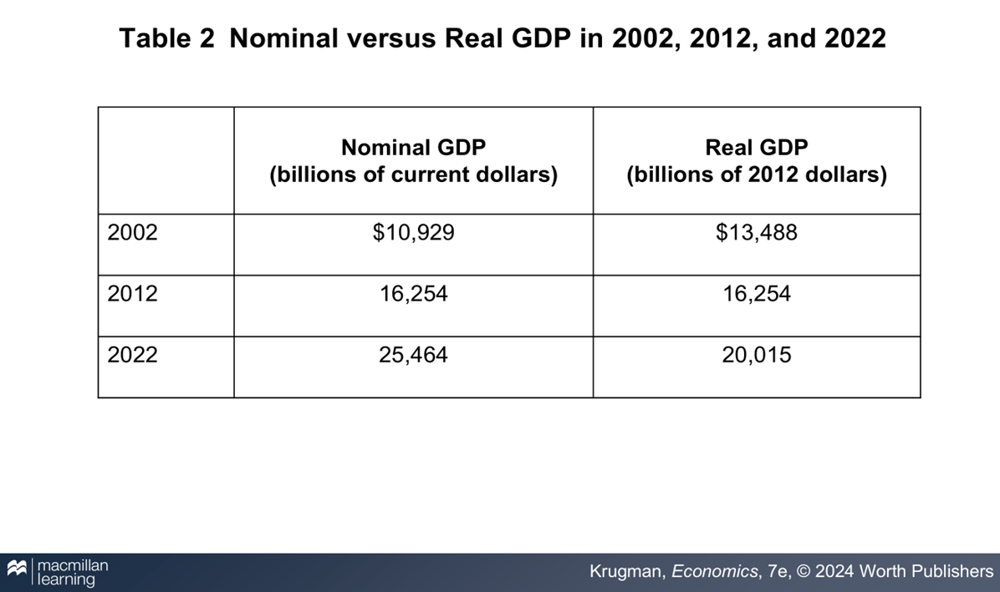 Table 2 Nominal versus Real GDP in 2002, 2012, and 2022
Nominal GDP
(billions of current dollars)
Real GDP
(billions of 2012 dollars)
2002 $10,929 $13,488
2012 16,254 16,254
2022 25,464 20,015
macmillan
learning
Krugman, Economics, 7e, © 2024 Worth Publishers